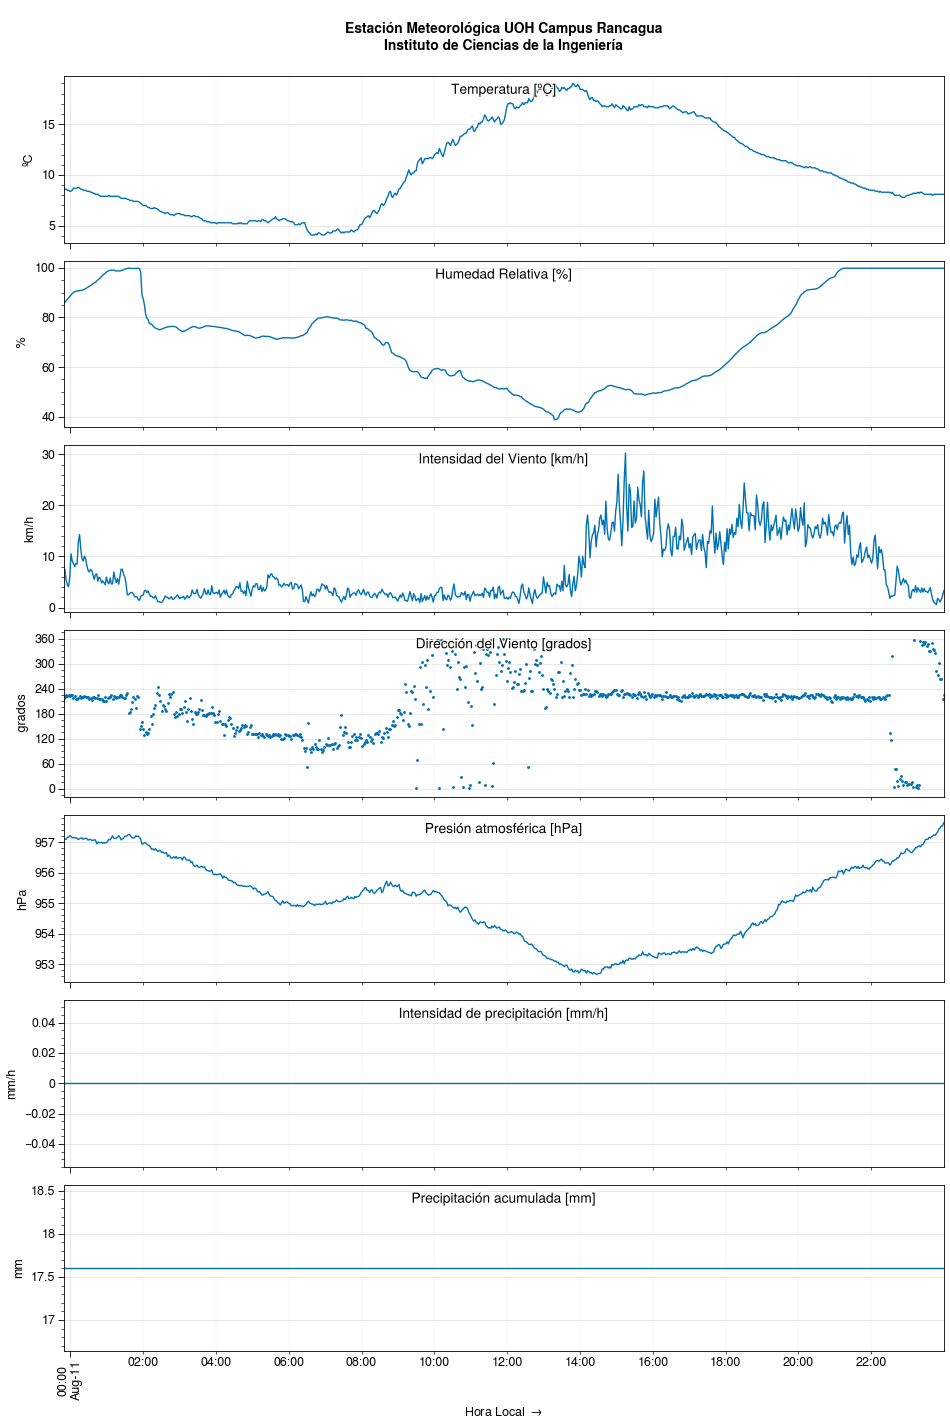 Estación Meteorológica UOH Campus Rancagua
Instituto de Ciencias de la Ingeniería
Temperatura [ºC]
ºC
15
10
5
Humedad Relativa [%]
%
100
80
60
40
Intensidad del Viento [km/h]
km/h
30
20
10
0
Dirección del Viento [grados]
grados
360
300
240
180
120
60
0
Presión atmosférica [hPa]
hPa
957
956
955
954
953
Intensidad de precipitación [mm/h]
mm/h
0.04
0.02
0
−0.02
−0.04
Precipitación acumulada [mm]
mm
18.5
18
17.5
17
00:00
Aug-11
02:00
04:00
06:00
08:00
10:00
12:00
14:00
16:00
18:00
20:00
22:00
Hora Local →